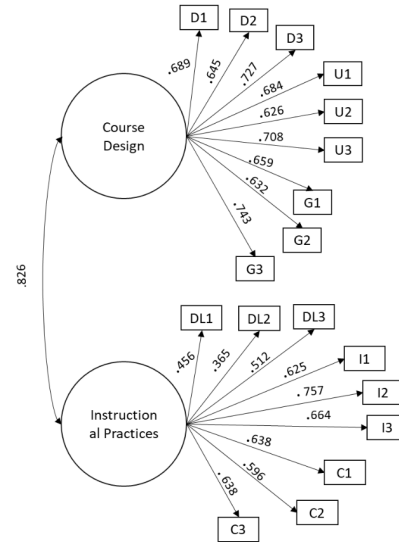 D1
D2
D3
.689
.645
.727
U1
.684
U2
.626
Course
Design
U3
.708
.659
G1
.632
G2
.743
G3
.826
DL1
DL2
DL3
.456
.365
.512
I1
.625
I2
.757
Instruction
al Practices
I3
.664
.638
C1
.596
C2
.638
C3